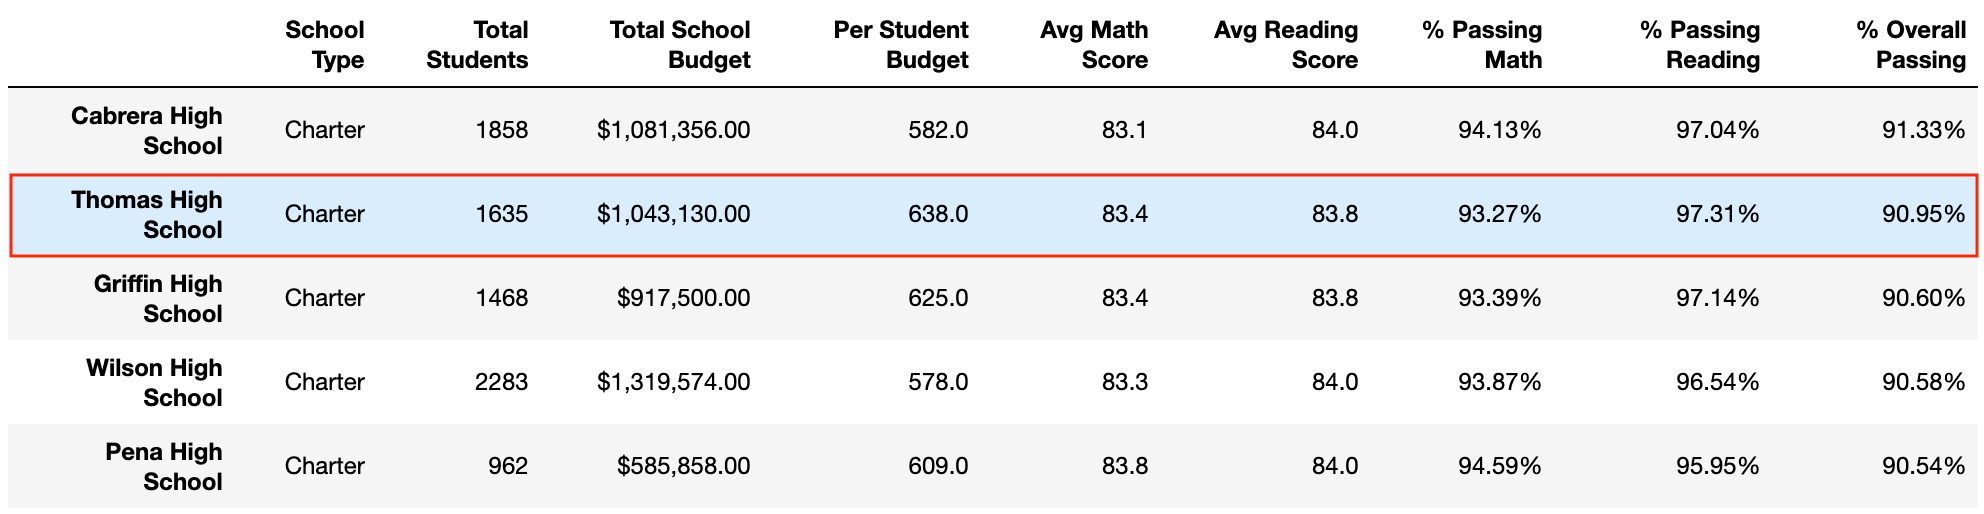 School Type Total Students Total School Budget Per Student Budget Avg Math Score Avg Reading Score % Passing Math % Passing Reading % Overall Passing
Cabrera High School Charter 1858 $1,081,356.00 582.0 83.1 84.0 94.13% 97.04% 91.33%
Thomas High School Charter 1635 $1,043,130.00 638.0 83.4 83.8 93.27% 97.31% 90.95%
Griffin High School Charter 1468 $917,500.00 625.0 83.4 83.8 93.39% 97.14% 90.60%
Wilson High School Charter 2283 $1,319,574.00 578.0 83.3 84.0 93.87% 96.54% 90.58%
Pena High School Charter 962 $585,858.00 609.0 83.8 84.0 94.59% 95.95% 90.54%